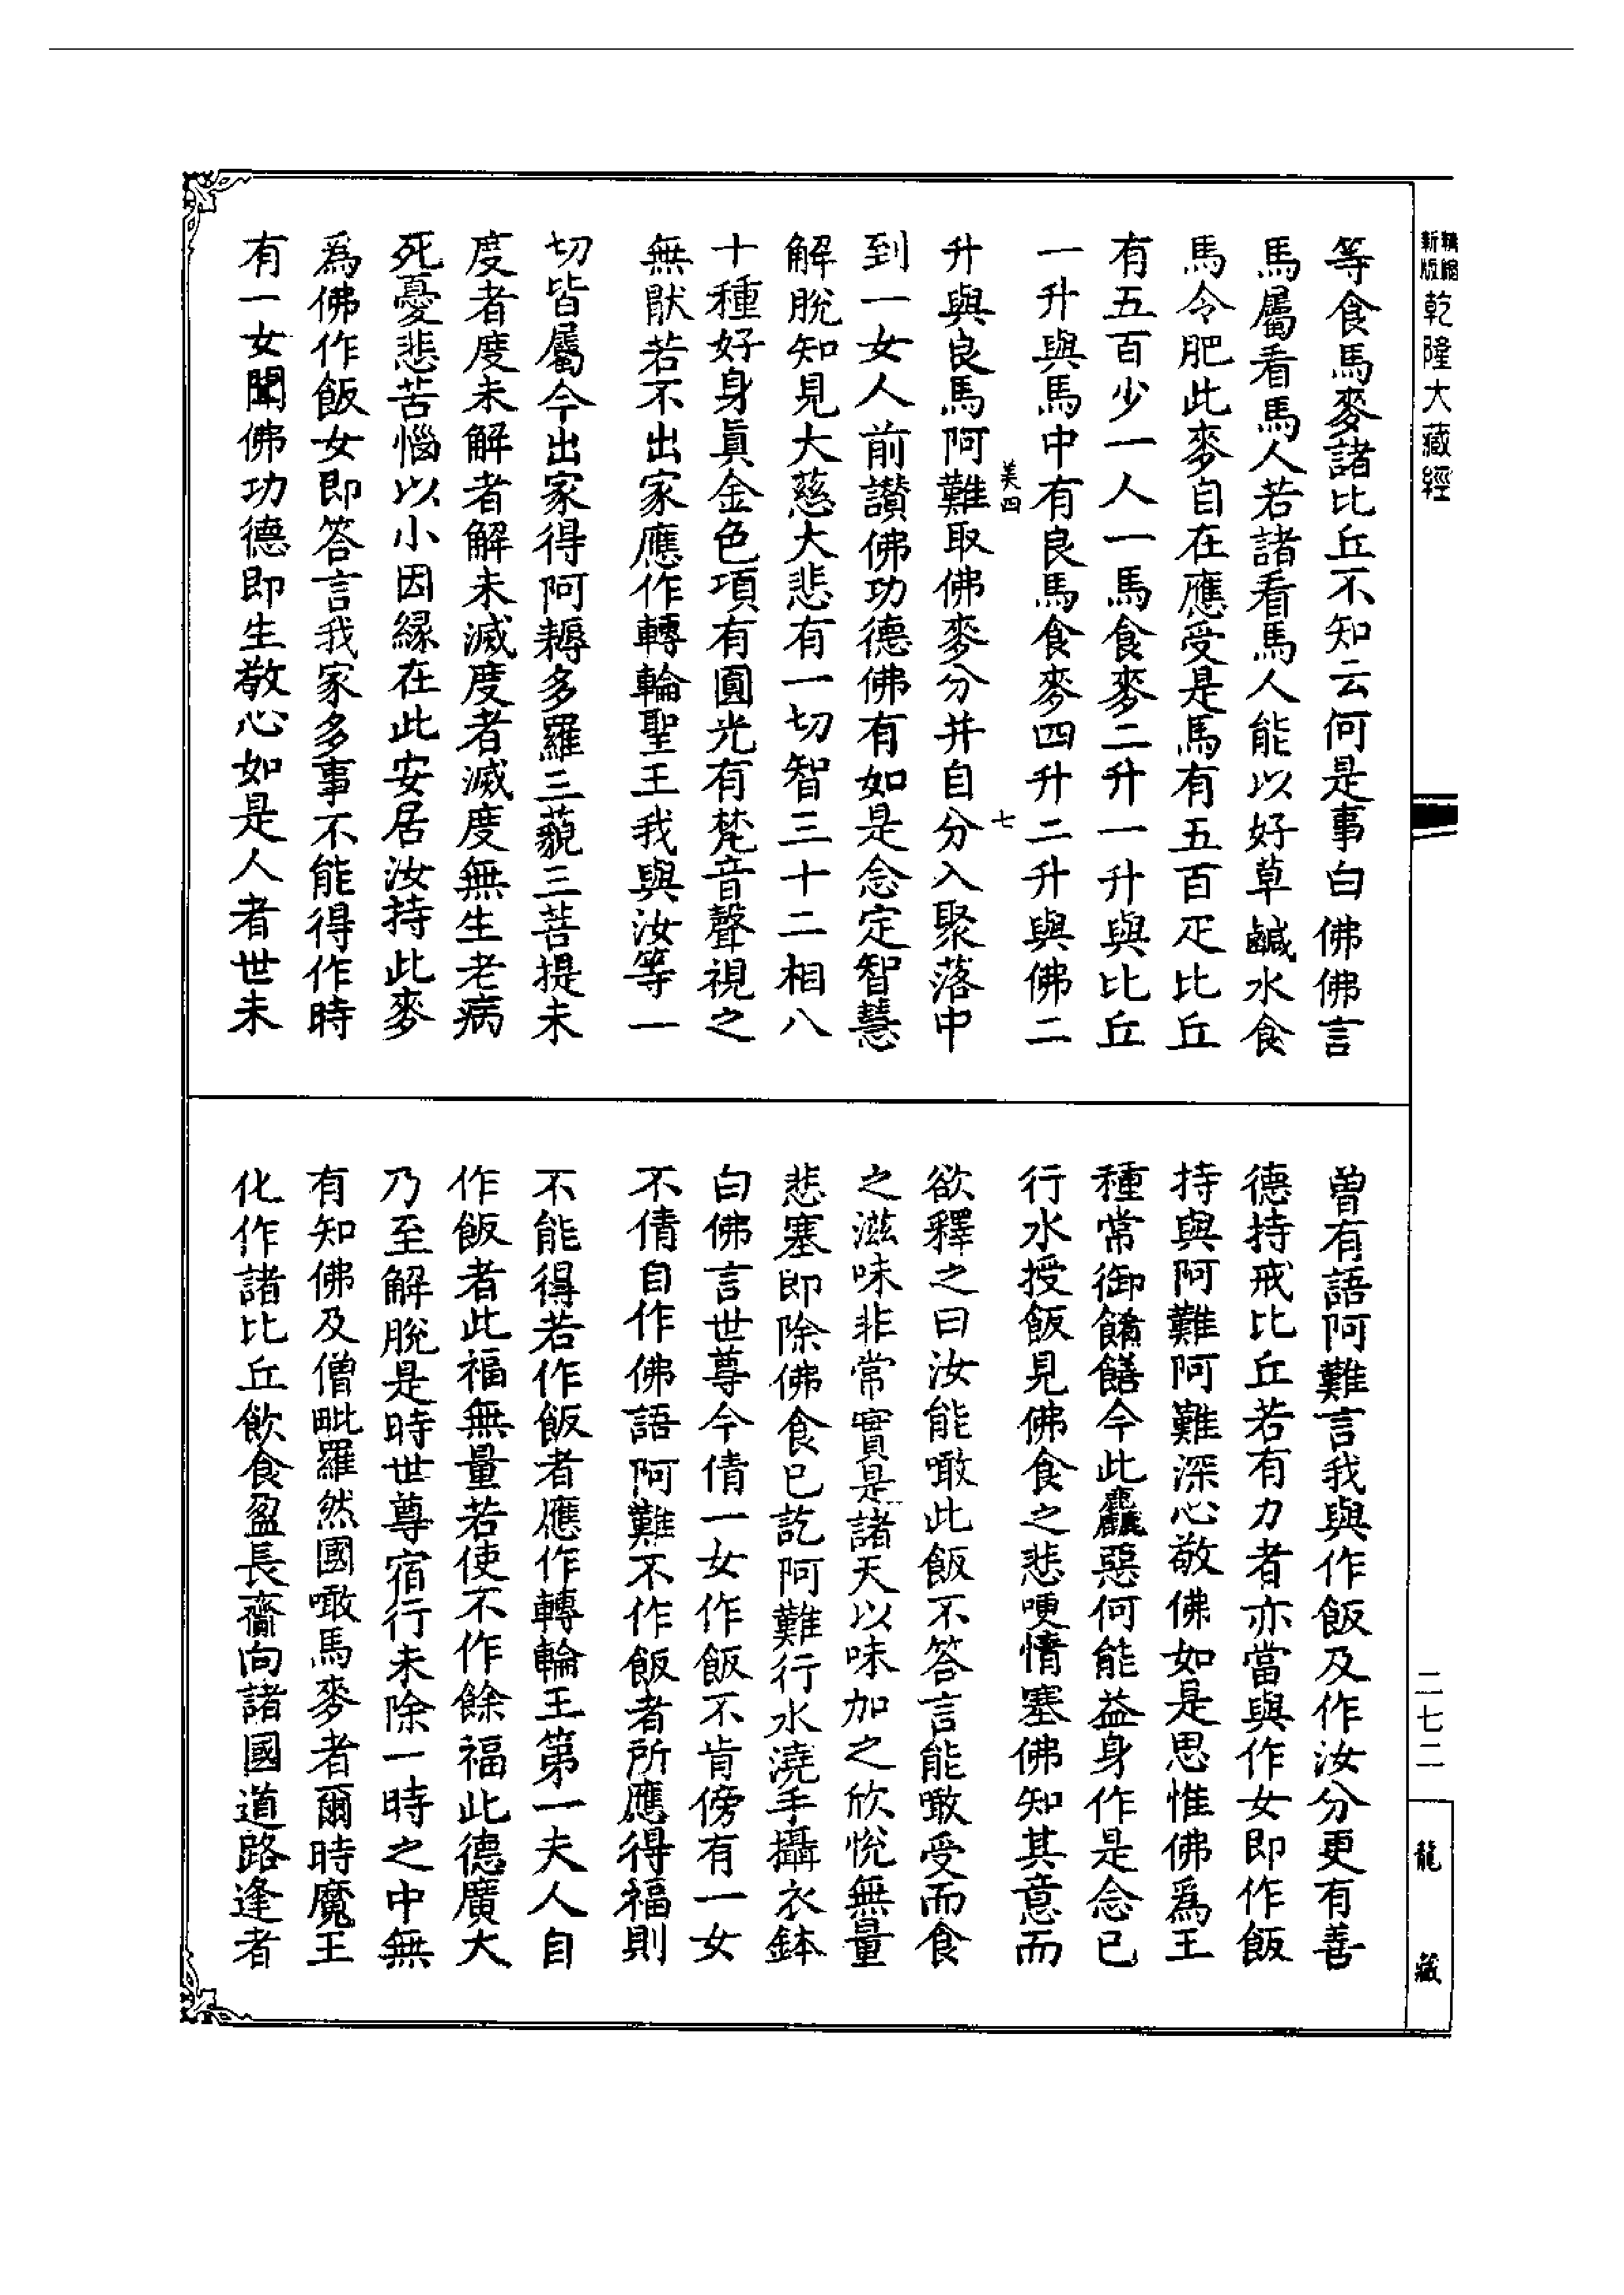 精縮新版乾隆大藏經
等食馬麥諸比丘不知云何是事白佛佛言
馬屬看馬人若諸看馬人能以好草鹹水食
馬令肥此麥自在應受是馬有五百疋比丘
有五百少一人一馬食麥二升一升與比丘
一升與馬中有良馬食麥四升二升與佛二
美四 七
升與良馬阿難取佛麥分并自分入聚落中
到一女人前讚佛功德佛有如是念定智慧
解脫知見大慈大悲有一切智三十二相八
十種好身眞金色項有圓光有梵音聲視之
無猒若不出家應作轉輪聖王我與汝等一
切皆屬今出家得阿耨多羅三藐三菩提未
度者度未解者解未滅度者滅度無生老病
死憂悲苦惱以小因緣在此安居汝持此麥
為佛作飯女即答言我家多事不能得作時
有一女聞佛功德即生敬心如是人者世未
曾有語阿難言我與作飯及作汝分更有善
德持戒比丘若有力者亦當與作女即作飯
持與阿難阿難深心敬佛如是思惟佛爲王
種常御餚饍今此麤惡何能益身作是念已
行水授飯見佛食之悲哽懵塞佛知其意而
欲釋之曰汝能噉此飯不答言能噉受而食
之滋味非常實是諸天以味加之欣悅無量
悲塞即除佛食已訖阿難行水澆手攝衣鉢
白佛言世尊今倩一女作飯不肯傍有一女
不倩自作佛語阿難不作飯者所應得福則
不能得若作飯者應作轉輪王第一夫人自
作飯者此福無量若使不作餘福此德廣大
乃至解脫是時世尊宿行未除一時之中無
有知佛及僧毗羅然國噉馬麥者爾時魔王
化作諸比丘飲食盈長齎向諸國道路逢者
二七二
龍藏